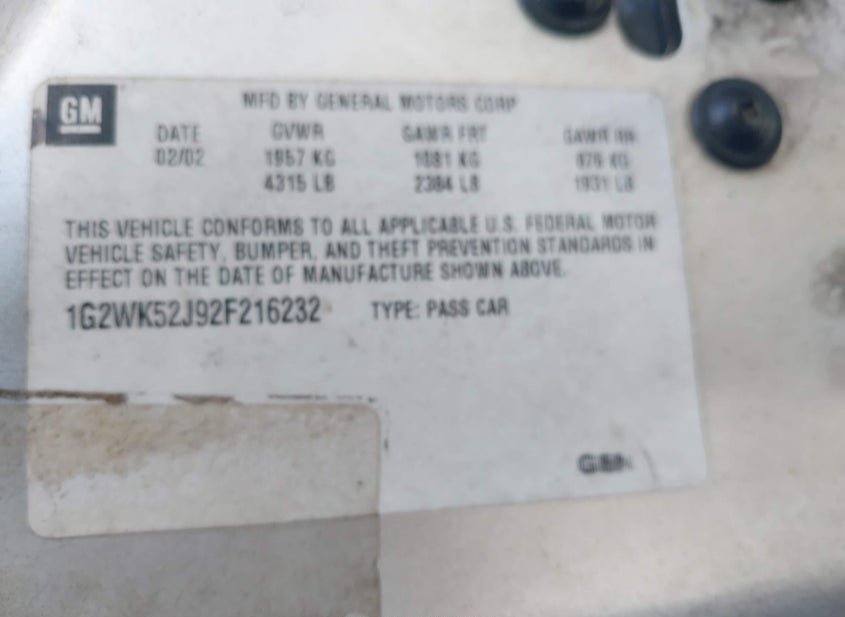 GM
MFD BY GENERAL MOTORS CORP
DATE GVWR GAWR FRT GAWR RR
02/02 1957 KG 1081 KG 876 KG
4315 LB 2384 LB 1931 LB
THIS VEHICLE CONFORMS TO ALL APPLICABLE U.S. FEDERAL MOTOR
VEHICLE SAFETY, BUMPER, AND THEFT PREVENTION STANDARDS IN
EFFECT ON THE DATE OF MANUFACTURE SHOWN ABOVE.
1G2WK52J92F216232 TYPE: PASS CAR